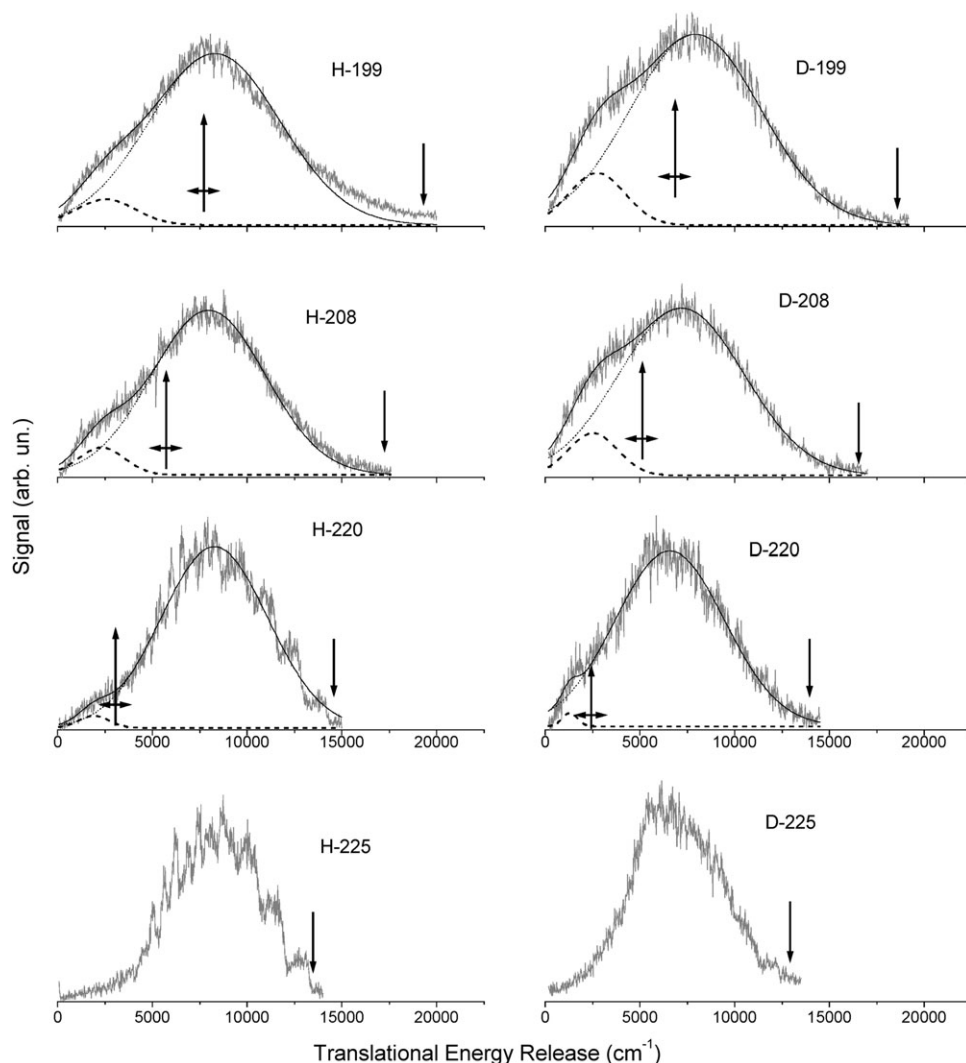 H-199
D-199
H-208
D-208
H-220
D-220
0 5000 10000 15000 20000
0 5000 10000 15000 20000
H-225
D-225
0 5000 10000 15000 20000
0 5000 10000 15000 20000
Signal (arb. un.)
Translational Energy Release (cm⁻¹)